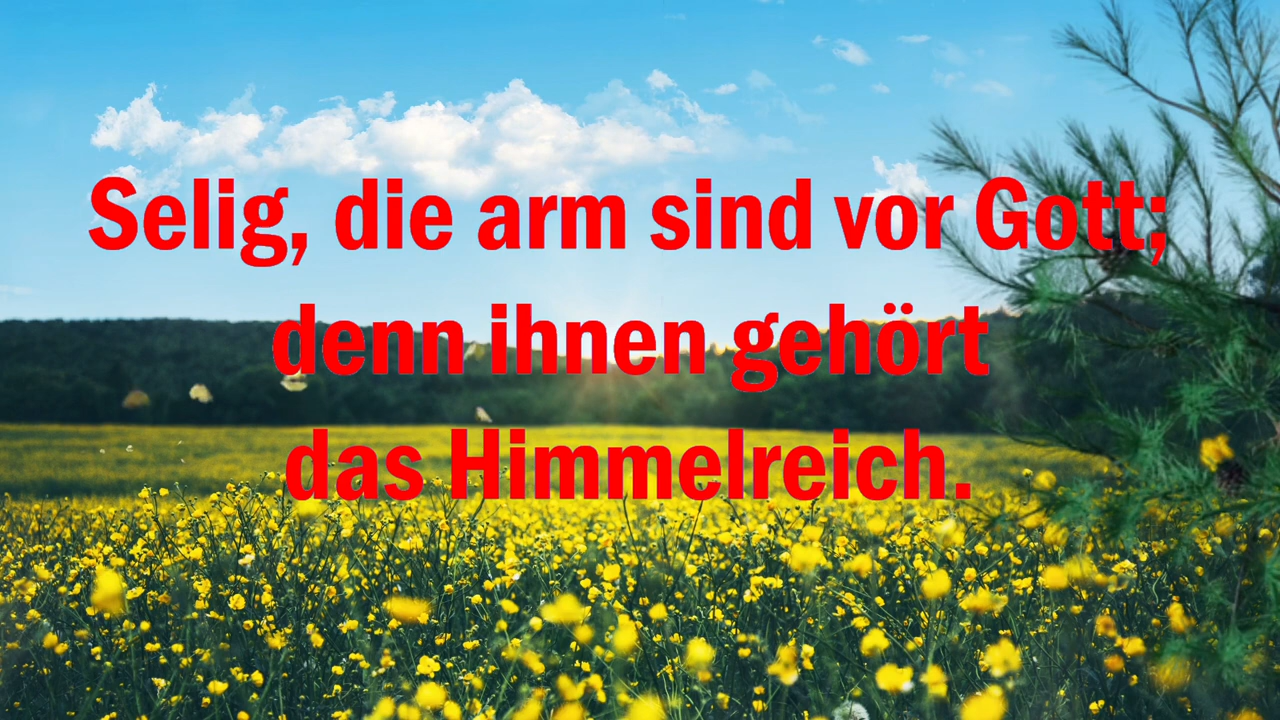 Selig, die arm sind vor Gott;
denn ihnen gehört
das Himmelreich.